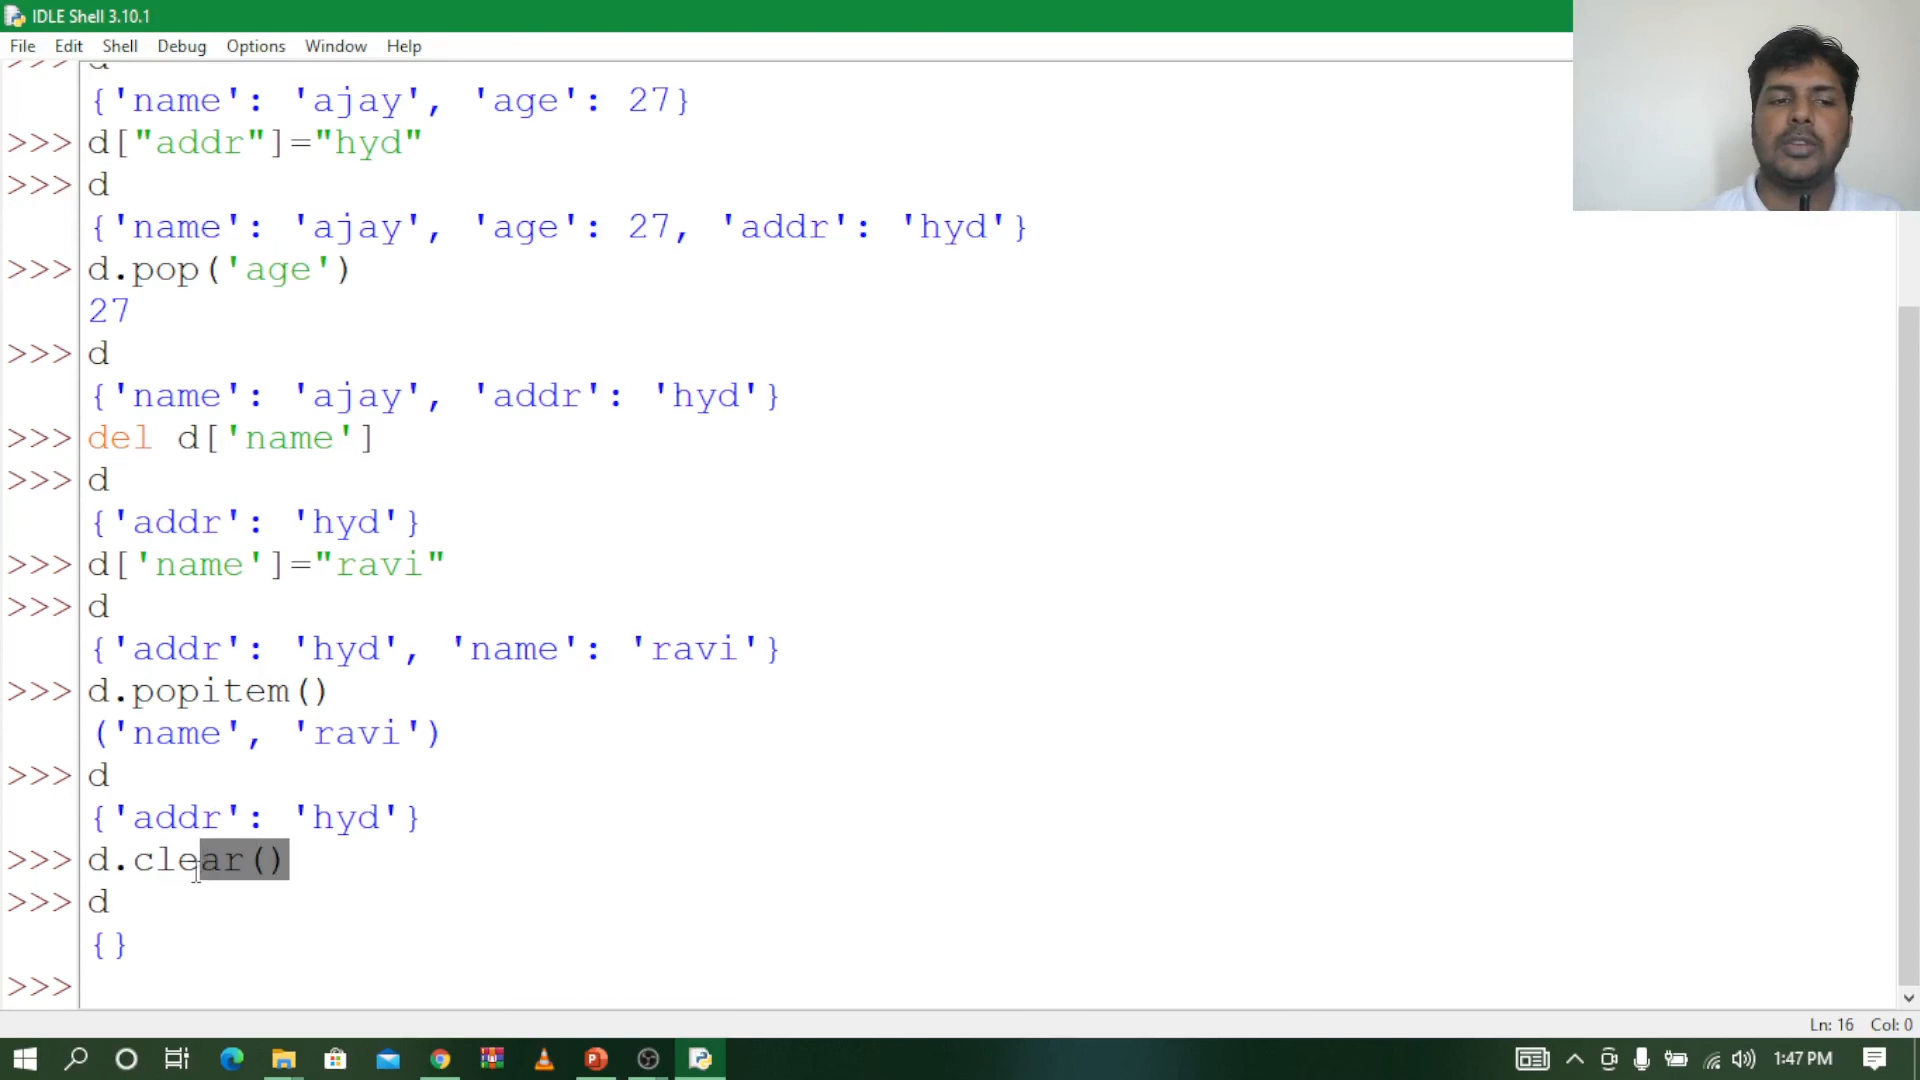 IDLE Shell 3.10.1
File Edit Shell Debug Options Window Help
>>> d
{'name': 'ajay', 'age': 27}
>>> d["addr"]="hyd"
>>> d
{'name': 'ajay', 'age': 27, 'addr': 'hyd'}
>>> d.pop('age')
27
>>> d
{'name': 'ajay', 'addr': 'hyd'}
>>> del d['name']
>>> d
{'addr': 'hyd'}
>>> d['name']="ravi"
>>> d
{'addr': 'hyd', 'name': 'ravi'}
>>> d.popitem()
('name', 'ravi')
>>> d
{'addr': 'hyd'}
>>> d.clear()
>>> d
{}
>>>
Ln: 16 Col: 0
1:47 PM